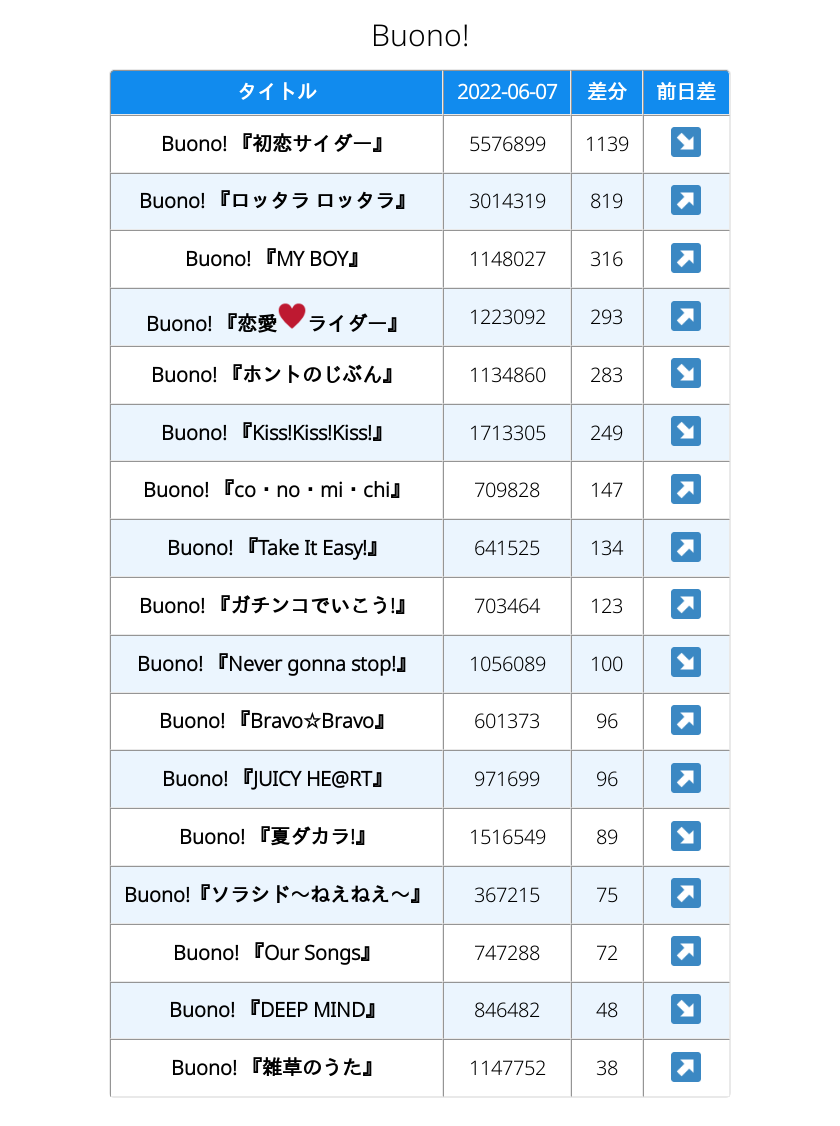 Buono!
タイトル 2022-06-07 差分 前日差
Buono! 『初恋サイダー』 5576899 1139 ↘
Buono! 『ロッタラ ロッタラ』 3014319 819 ↗
Buono! 『MY BOY』 1148027 316 ↗
Buono! 『恋愛♥ライダー』 1223092 293 ↗
Buono! 『ホントのじぶん』 1134860 283 ↘
Buono! 『Kiss!Kiss!Kiss!』 1713305 249 ↘
Buono! 『co・no・mi・chi』 709828 147 ↗
Buono! 『Take It Easy!』 641525 134 ↗
Buono! 『ガチンコでいこう!』 703464 123 ↗
Buono! 『Never gonna stop!』 1056089 100 ↘
Buono! 『Bravo☆Bravo』 601373 96 ↗
Buono! 『JUICY HE@RT』 971699 96 ↗
Buono! 『夏ダカラ!』 1516549 89 ↘
Buono!『ソラシド〜ねえねえ〜』 367215 75 ↗
Buono! 『Our Songs』 747288 72 ↗
Buono! 『DEEP MIND』 846482 48 ↘
Buono! 『雑草のうた』 1147752 38 ↗